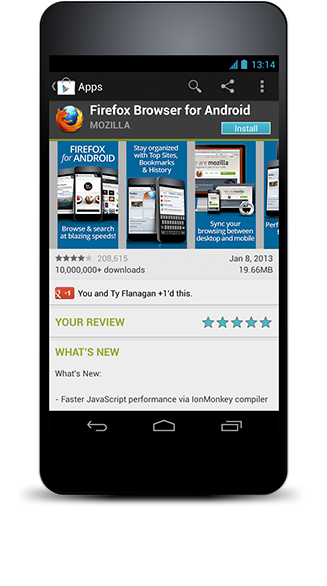 13:14
Apps
Firefox Browser for Android
MOZILLA
Install
FIREFOX
for ANDROID
Browse & search
at blazing speeds!
Stay organized
with Top Sites,
Bookmarks
& History
mozilla
Sync your
browsing between
desktop and mobile
208,615
Jan 8, 2013
10,000,000+ downloads
19.66MB
+1
You and Ty Flanagan +1'd this.
YOUR REVIEW
WHAT'S NEW
What's New:
- Faster JavaScript performance via IonMonkey compiler